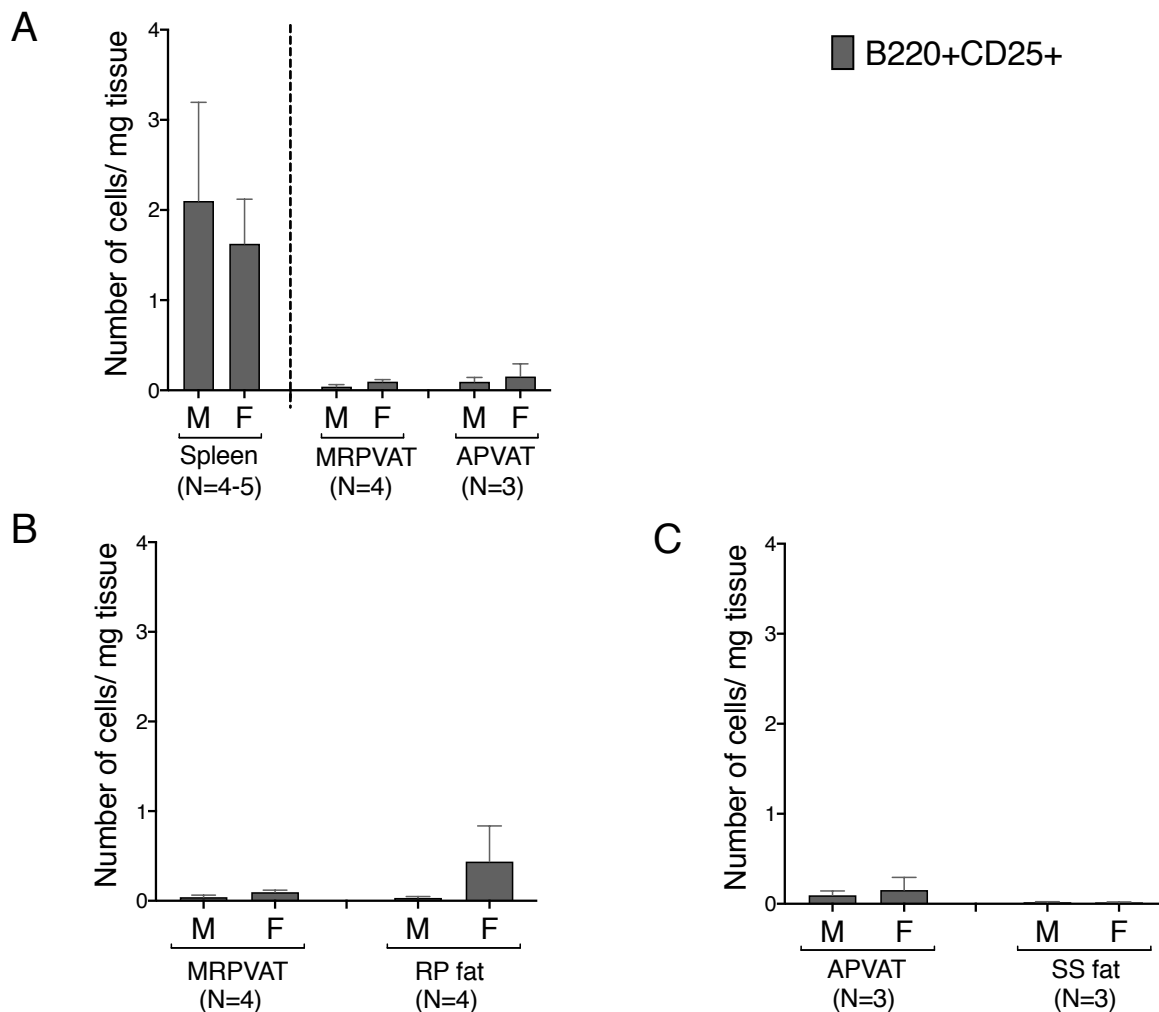 A
B220+CD25+
Number of cells/ mg tissue
4
3
2
1
0
M F M F M F
Spleen MRPVAT APVAT
(N=4-5) (N=4) (N=3)
B
Number of cells/ mg tissue
4
3
2
1
0
M F M F
MRPVAT RP fat
(N=4) (N=4)
C
Number of cells/ mg tissue
4
3
2
1
0
M F M F
APVAT SS fat
(N=3) (N=3)